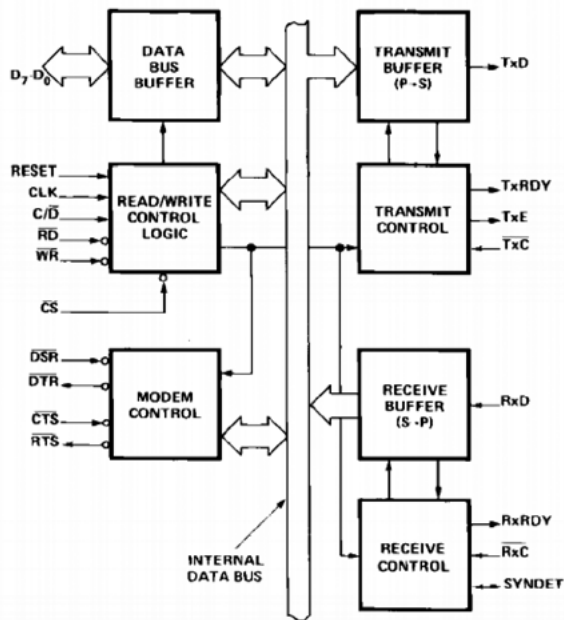 D7-D0
DATA
BUS
BUFFER
TRANSMIT
BUFFER
(P→S)
TxD
RESET
CLK
C/D̅
R̅D̅
W̅R̅
C̅S̅
READ/WRITE
CONTROL
LOGIC
TRANSMIT
CONTROL
TxRDY
TxE
T̅x̅C̅
D̅S̅R̅
D̅T̅R̅
C̅T̅S̅
R̅T̅S̅
MODEM
CONTROL
RECEIVE
BUFFER
(S→P)
RxD
INTERNAL
DATA BUS
RECEIVE
CONTROL
RxRDY
R̅x̅C̅
SYNDET